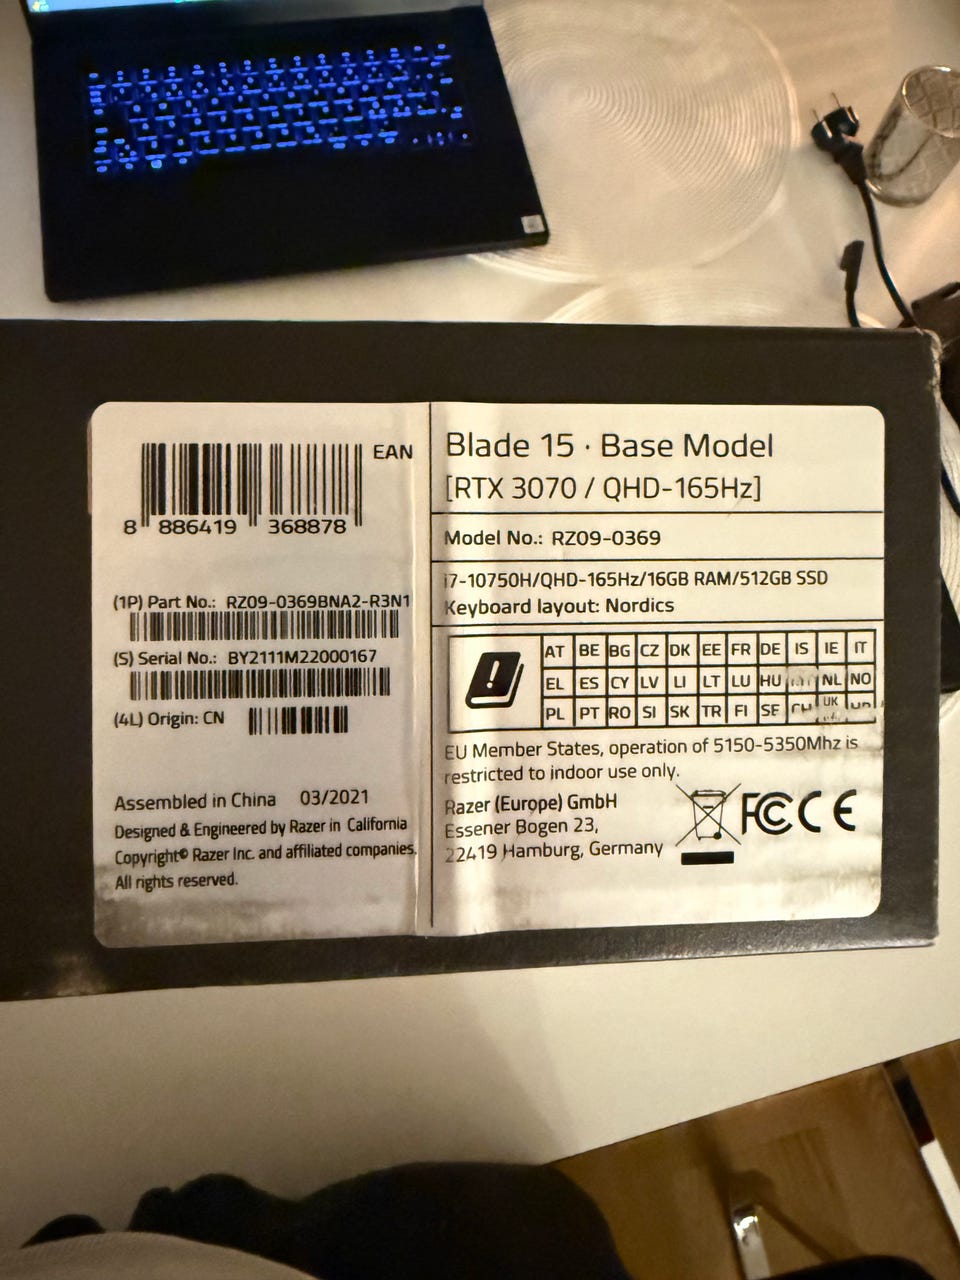 EAN
8 886419 368878
(1P) Part No.: RZ09-0369BNA2-R3N1
(S) Serial No.: BY2111M22000167
(4L) Origin: CN
Assembled in China 03/2021
Designed & Engineered by Razer in California
Copyright© Razer Inc. and affiliated companies.
All rights reserved.
Blade 15 · Base Model
[RTX 3070 / QHD-165Hz]
Model No.: RZ09-0369
i7-10750H/QHD-165Hz/16GB RAM/512GB SSD
Keyboard layout: Nordics
AT BE BG CZ DK EE FR DE IS IE IT
EL ES CY LV LI LT LU HU NL NO
PL PT RO SI SK TR FI SE CH UK
EU Member States, operation of 5150-5350Mhz is
restricted to indoor use only.
Razer (Europe) GmbH
Essener Bogen 23,
22419 Hamburg, Germany
FC CE